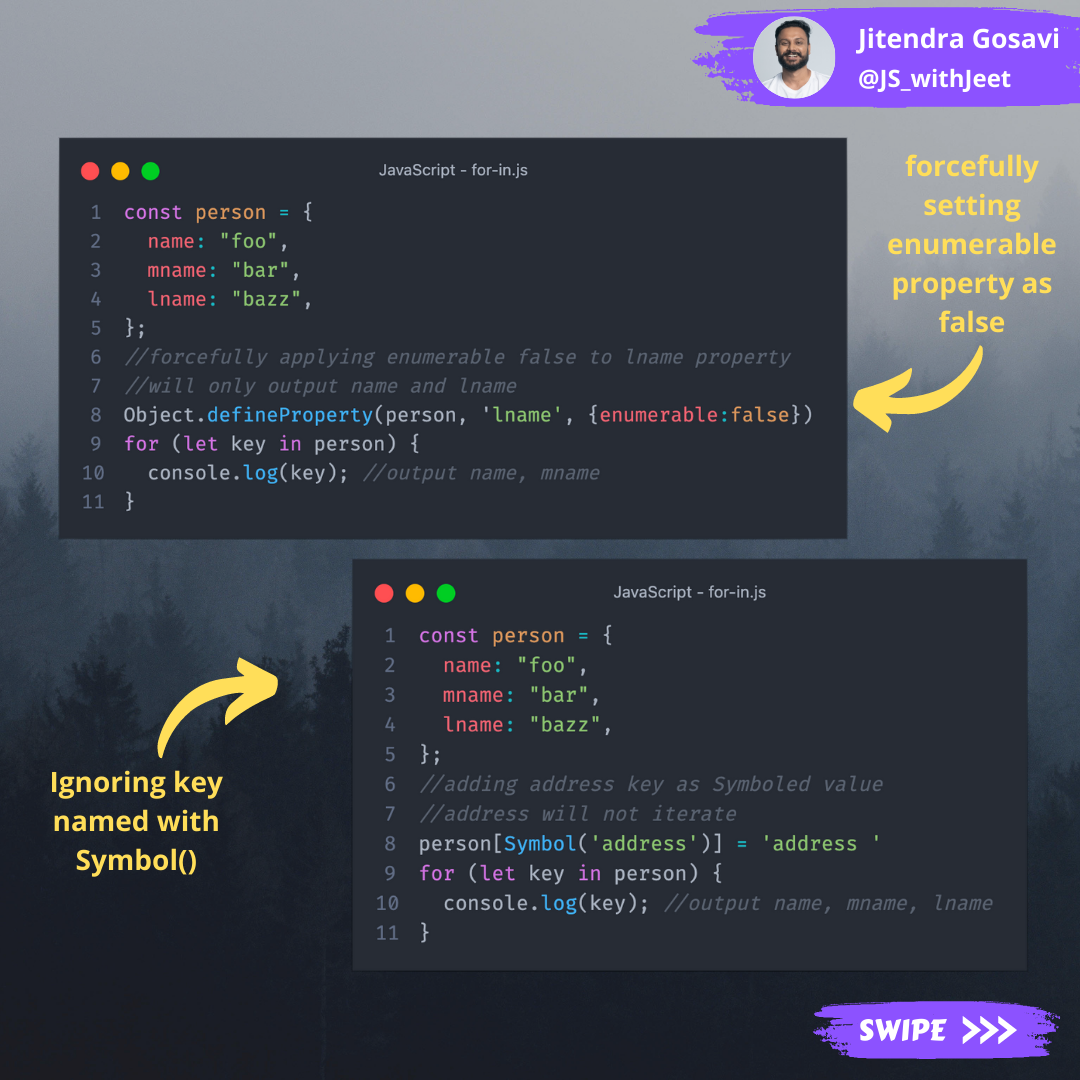 Jitendra Gosavi
@JS_withJeet
JavaScript - for-in.js
1 const person = {
2   name: "foo",
3   mname: "bar",
4   lname: "bazz",
5 };
6 //forcefully applying enumerable false to lname property
7 //will only output name and lname
8 Object.defineProperty(person, 'lname', {enumerable:false})
9 for (let key in person) {
10   console.log(key); //output name, mname
11 }
forcefully
setting
enumerable
property as
false
JavaScript - for-in.js
1 const person = {
2   name: "foo",
3   mname: "bar",
4   lname: "bazz",
5 };
6 //adding address key as Symboled value
7 //address will not iterate
8 person[Symbol('address')] = 'address '
9 for (let key in person) {
10   console.log(key); //output name, mname, lname
11 }
Ignoring key
named with
Symbol()
SWIPE >>>